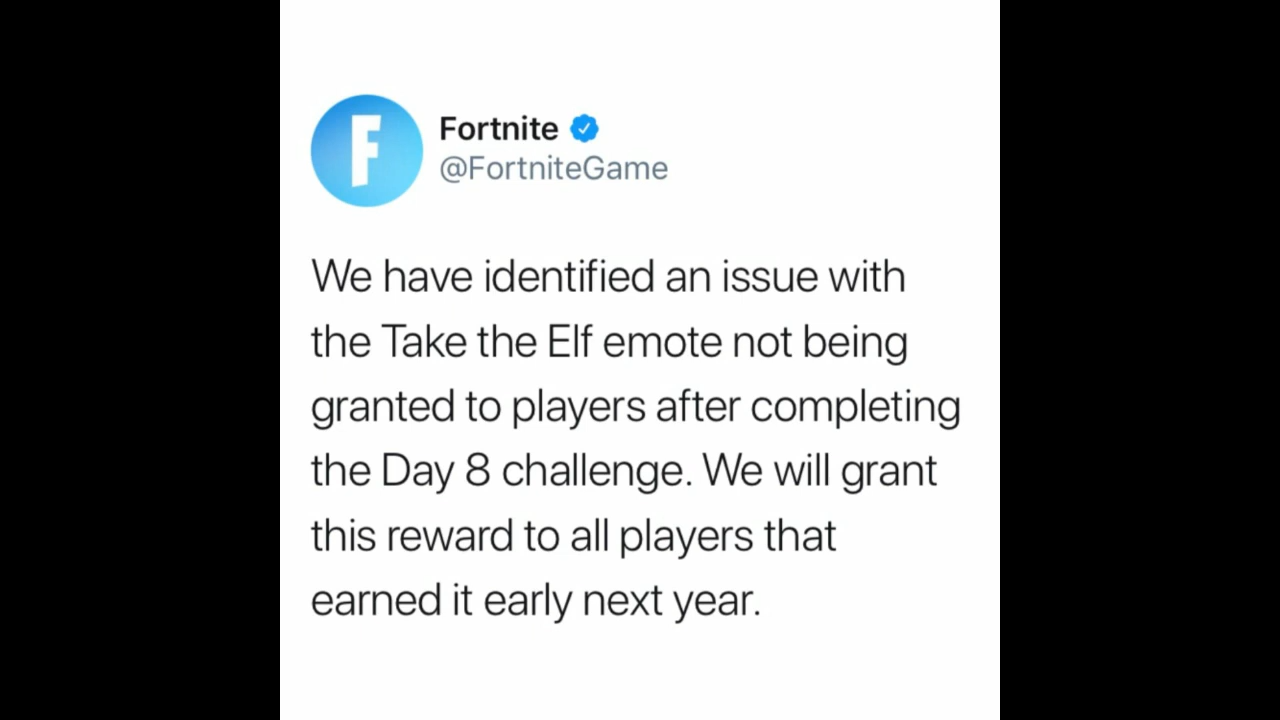 Fortnite
@FortniteGame
We have identified an issue with
the Take the Elf emote not being
granted to players after completing
the Day 8 challenge. We will grant
this reward to all players that
earned it early next year.